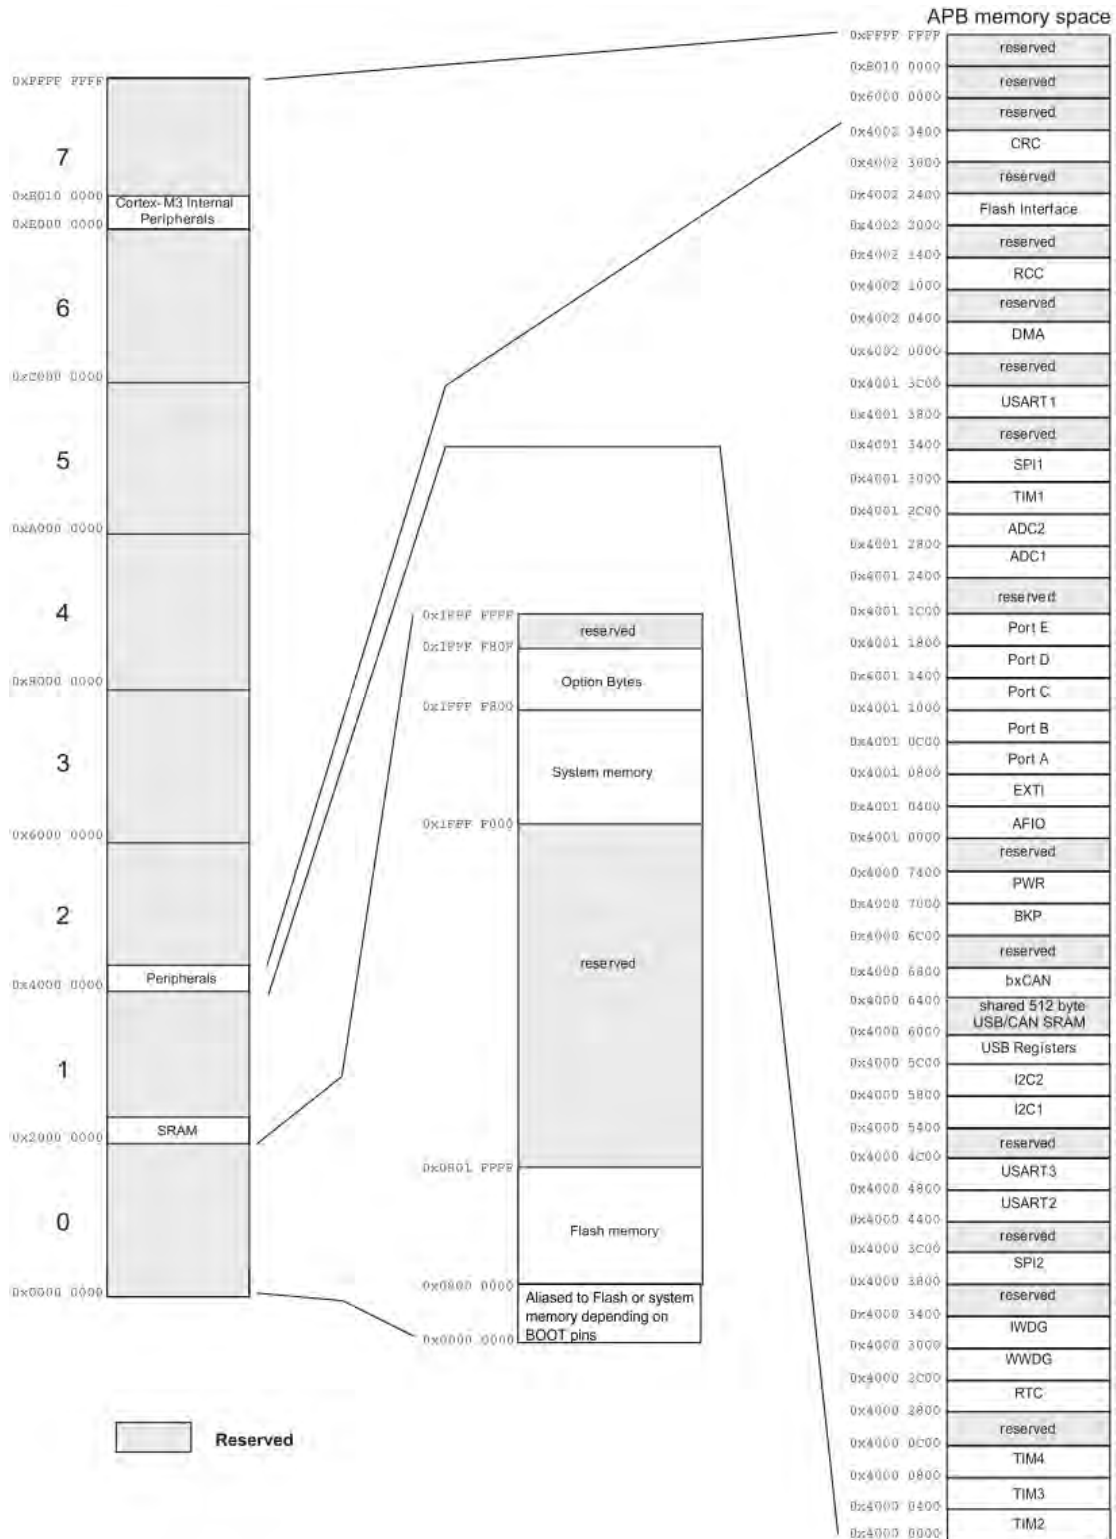 APB memory space
0xFFFF FFFF
7
0xE010 0000
Cortex-M3 Internal
Peripherals
0xE000 0000
6
0xC000 0000
5
0xA000 0000
4
0x8000 0000
3
0x6000 0000
2
Peripherals
0x4000 0000
1
SRAM
0x2000 0000
0
0x0000 0000
Reserved
0x1FFF FFFF
reserved
0x1FFF F80F
Option Bytes
0x1FFF F800
System memory
0x1FFF F000
reserved
0x0801 FFFF
Flash memory
0x0800 0000
Aliased to Flash or system
memory depending on
BOOT pins
0x0000 0000
0xFFFF FFFF
reserved
0xE010 0000
reserved
0x6000 0000
reserved
0x4002 3400
CRC
0x4002 3000
reserved
0x4002 2400
Flash Interface
0x4002 2000
reserved
0x4002 1400
RCC
0x4002 1000
reserved
0x4002 0400
DMA
0x4002 0000
reserved
0x4001 3C00
USART1
0x4001 3800
reserved
0x4001 3400
SPI1
0x4001 3000
TIM1
0x4001 2C00
ADC2
0x4001 2800
ADC1
0x4001 2400
reserved
0x4001 1C00
Port E
0x4001 1800
Port D
0x4001 1400
Port C
0x4001 1000
Port B
0x4001 0C00
Port A
0x4001 0800
EXTI
0x4001 0400
AFIO
0x4001 0000
reserved
0x4000 7400
PWR
0x4000 7000
BKP
0x4000 6C00
reserved
0x4000 6800
bxCAN
0x4000 6400
shared 512 byte
USB/CAN SRAM
0x4000 6000
USB Registers
0x4000 5C00
I2C2
0x4000 5800
I2C1
0x4000 5400
reserved
0x4000 4C00
USART3
0x4000 4800
USART2
0x4000 4400
reserved
0x4000 3C00
SPI2
0x4000 3800
reserved
0x4000 3400
IWDG
0x4000 3000
WWDG
0x4000 2C00
RTC
0x4000 2800
reserved
0x4000 0C00
TIM4
0x4000 0800
TIM3
0x4000 0400
TIM2
0x4000 0000